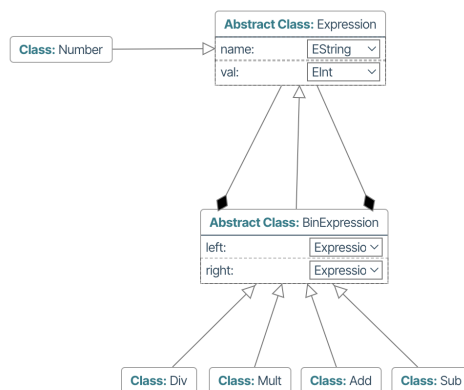 Abstract Class: Expression
Class: Number
name: EString
val: EInt
Abstract Class: BinExpression
left: Expressio
right: Expressio
Class: Div
Class: Mult
Class: Add
Class: Sub